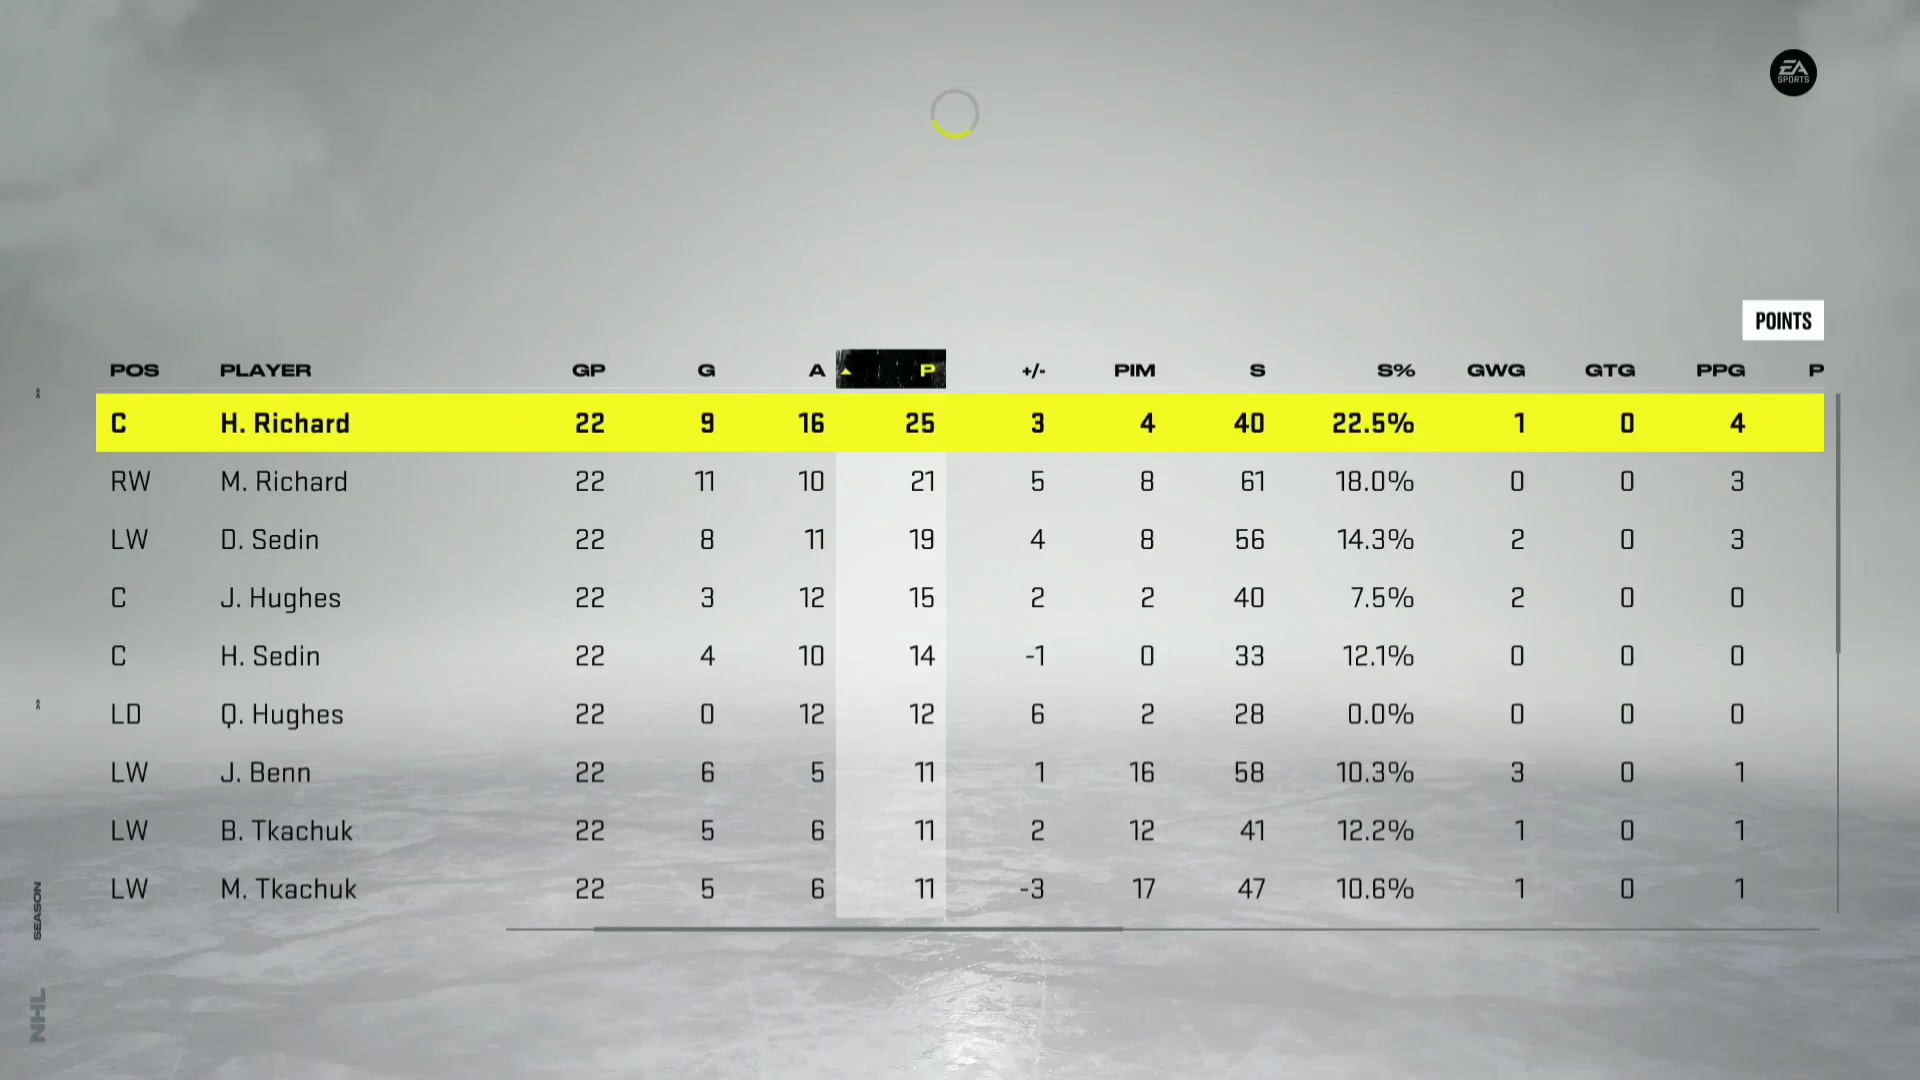 EA
SPORTS
POINTS
POS PLAYER GP G A P +/- PIM S S% GWG GTG PPG P
C H. Richard 22 9 16 25 3 4 40 22.5% 1 0 4
RW M. Richard 22 11 10 21 5 8 61 18.0% 0 0 3
LW D. Sedin 22 8 11 19 4 8 56 14.3% 2 0 3
C J. Hughes 22 3 12 15 2 2 40 7.5% 2 0 0
C H. Sedin 22 4 10 14 -1 0 33 12.1% 0 0 0
LD Q. Hughes 22 0 12 12 6 2 28 0.0% 0 0 0
LW J. Benn 22 6 5 11 1 16 58 10.3% 3 0 1
LW B. Tkachuk 22 5 6 11 2 12 41 12.2% 1 0 1
LW M. Tkachuk 22 5 6 11 -3 17 47 10.6% 1 0 1
SEASON
NHL